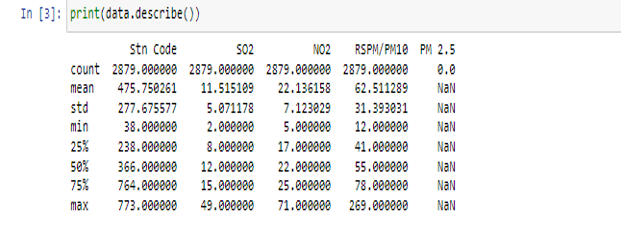 In [3]: print(data.describe())
Stn Code SO2 NO2 RSPM/PM10 PM 2.5
count 2879.000000 2879.000000 2879.000000 2879.000000 0.0
mean 475.750261 11.515109 22.136158 62.511289 NaN
std 277.675577 5.071178 7.123029 31.393031 NaN
min 38.000000 2.000000 5.000000 12.000000 NaN
25% 238.000000 8.000000 17.000000 41.000000 NaN
50% 366.000000 12.000000 22.000000 55.000000 NaN
75% 764.000000 15.000000 25.000000 78.000000 NaN
max 773.000000 49.000000 71.000000 269.000000 NaN